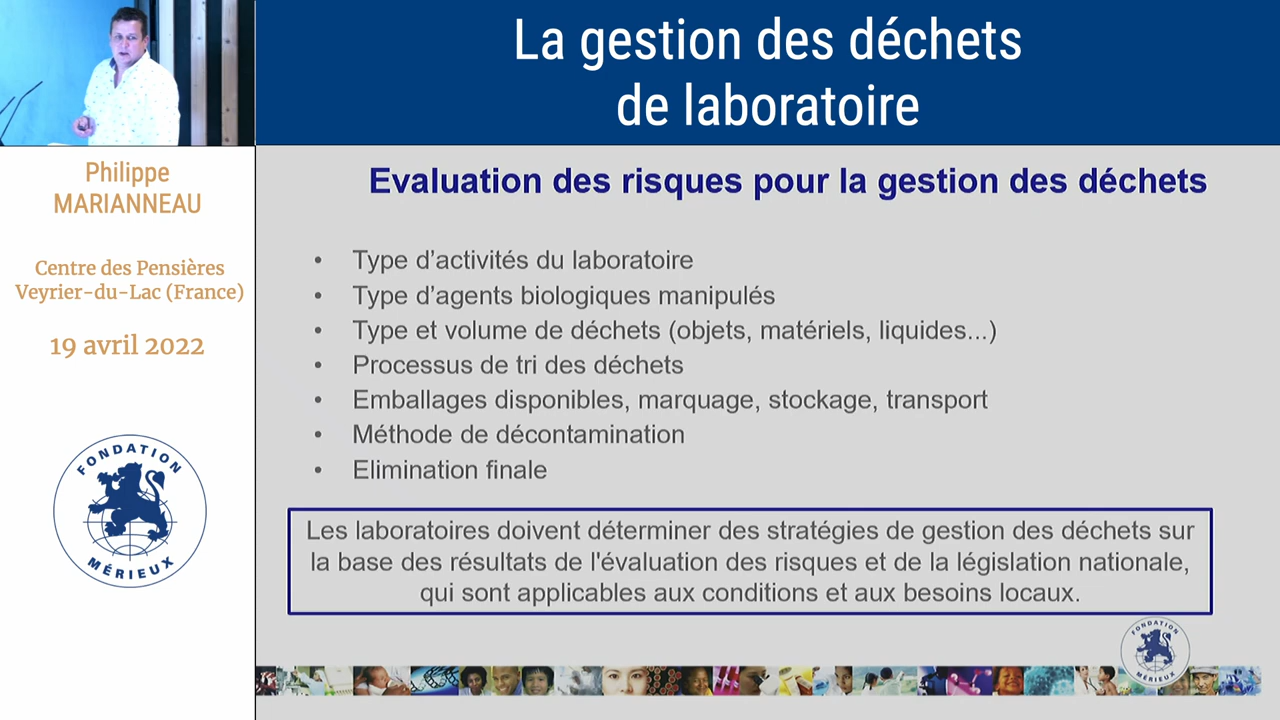 La gestion des déchets
de laboratoire
Philippe
MARIANNEAU
Centre des Pensières
Veyrier-du-Lac (France)
19 avril 2022
FONDATION
MÉRIEUX
Evaluation des risques pour la gestion des déchets
• Type d'activités du laboratoire
• Type d'agents biologiques manipulés
• Type et volume de déchets (objets, matériels, liquides...)
• Processus de tri des déchets
• Emballages disponibles, marquage, stockage, transport
• Méthode de décontamination
• Elimination finale
Les laboratoires doivent déterminer des stratégies de gestion des déchets sur
la base des résultats de l'évaluation des risques et de la législation nationale,
qui sont applicables aux conditions et aux besoins locaux.
FONDATION
MÉRIEUX